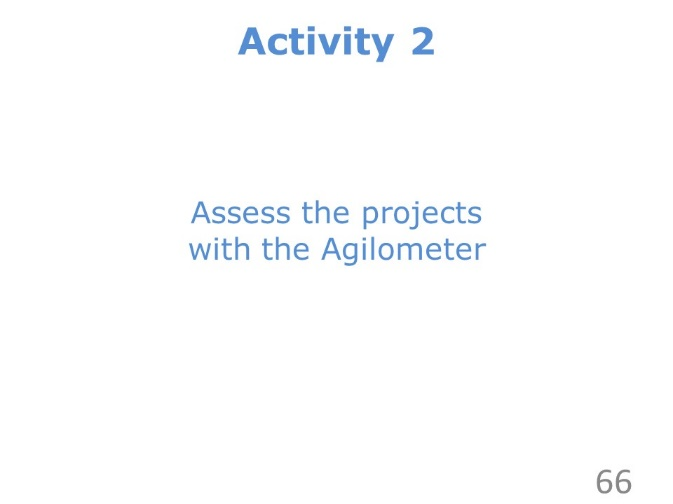 Activity 2
Assess the projects
with the Agilometer
66